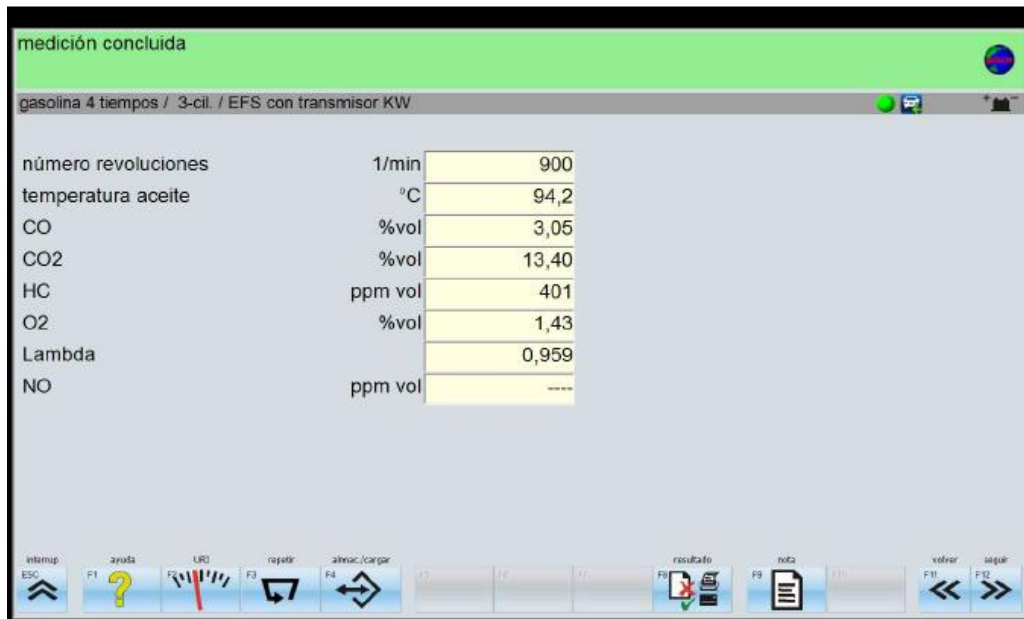 medición concluida
gasolina 4 tiempos / 3-cil. / EFS con transmisor KW
número revoluciones 1/min 900
temperatura aceite °C 94,2
CO %vol 3,05
CO2 %vol 13,40
HC ppm vol 401
O2 %vol 1,43
Lambda 0,959
NO ppm vol ----
interrup ayuda URI repetir almac./cargar resultado nota volver seguir
ESC F1 F2 F3 F4 F8 F9 F10 F11 F12